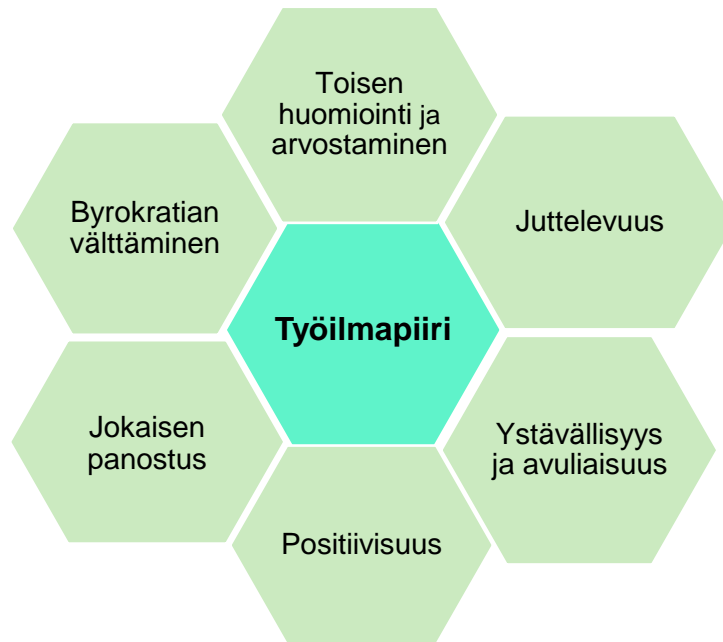 Toisen
huomiointi ja
arvostaminen
Byrokratian
välttäminen
Juttelevuus
Työilmapiiri
Jokaisen
panostus
Ystävällisyys
ja avuliaisuus
Positiivisuus